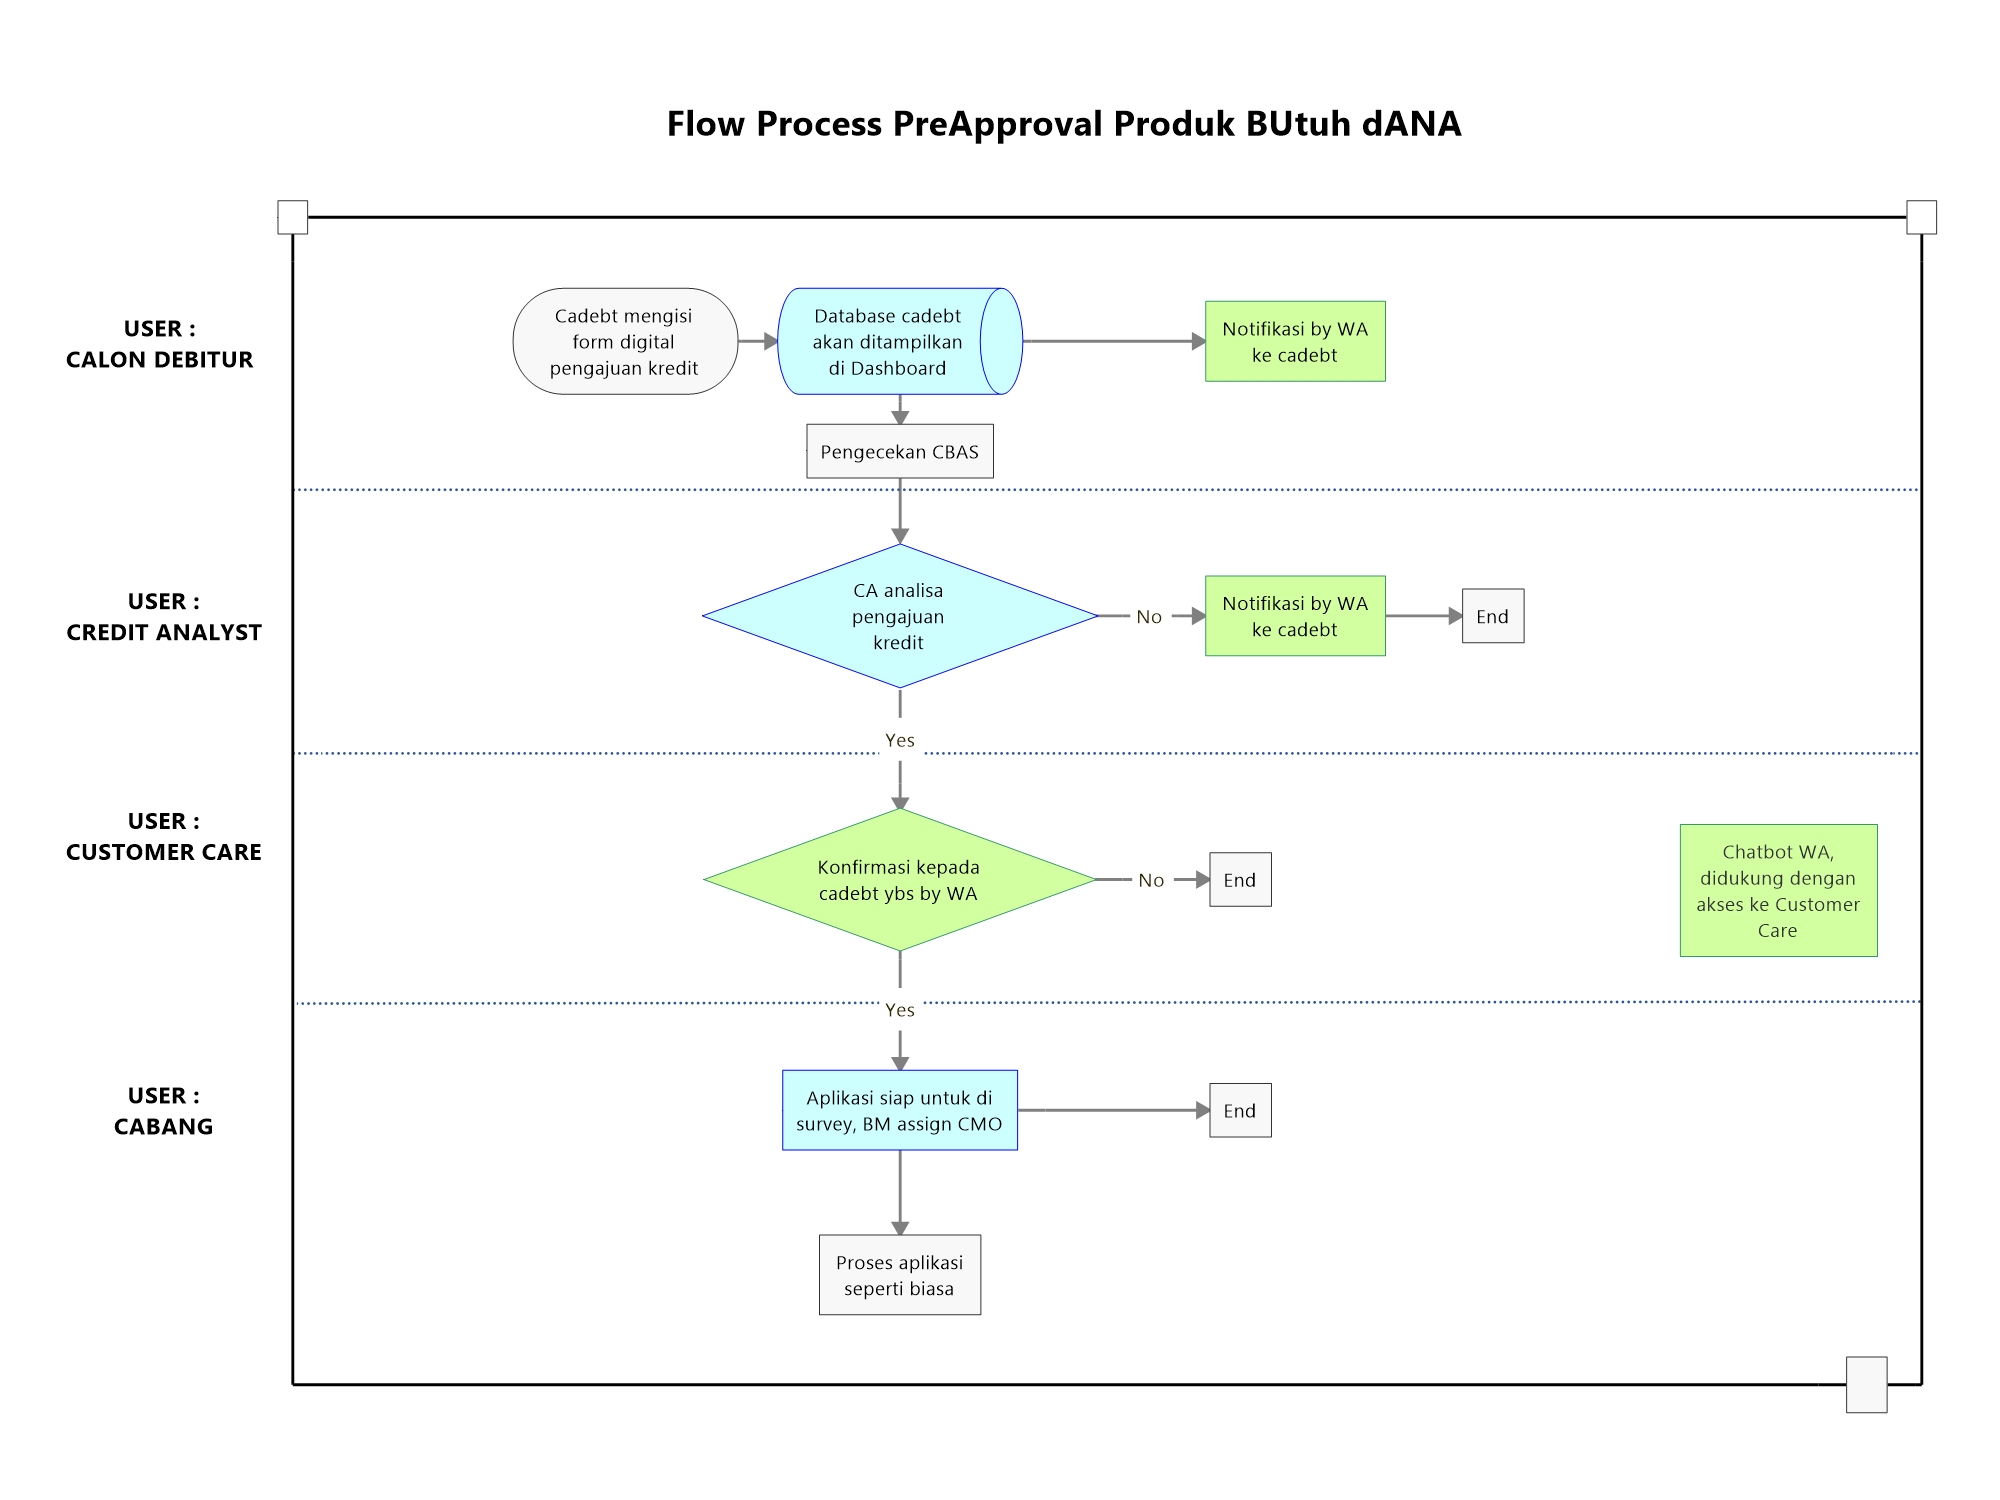 Flow Process PreApproval Produk BUtuh dANA
USER :
CALON DEBITUR
Cadebt mengisi
form digital
pengajuan kredit
Database cadebt
akan ditampilkan
di Dashboard
Notifikasi by WA
ke cadebt
Pengecekan CBAS
USER :
CREDIT ANALYST
CA analisa
pengajuan
kredit
No
Notifikasi by WA
ke cadebt
End
Yes
USER :
CUSTOMER CARE
Konfirmasi kepada
cadebt ybs by WA
No
End
Chatbot WA,
didukung dengan
akses ke Customer
Care
Yes
USER :
CABANG
Aplikasi siap untuk di
survey, BM assign CMO
End
Proses aplikasi
seperti biasa